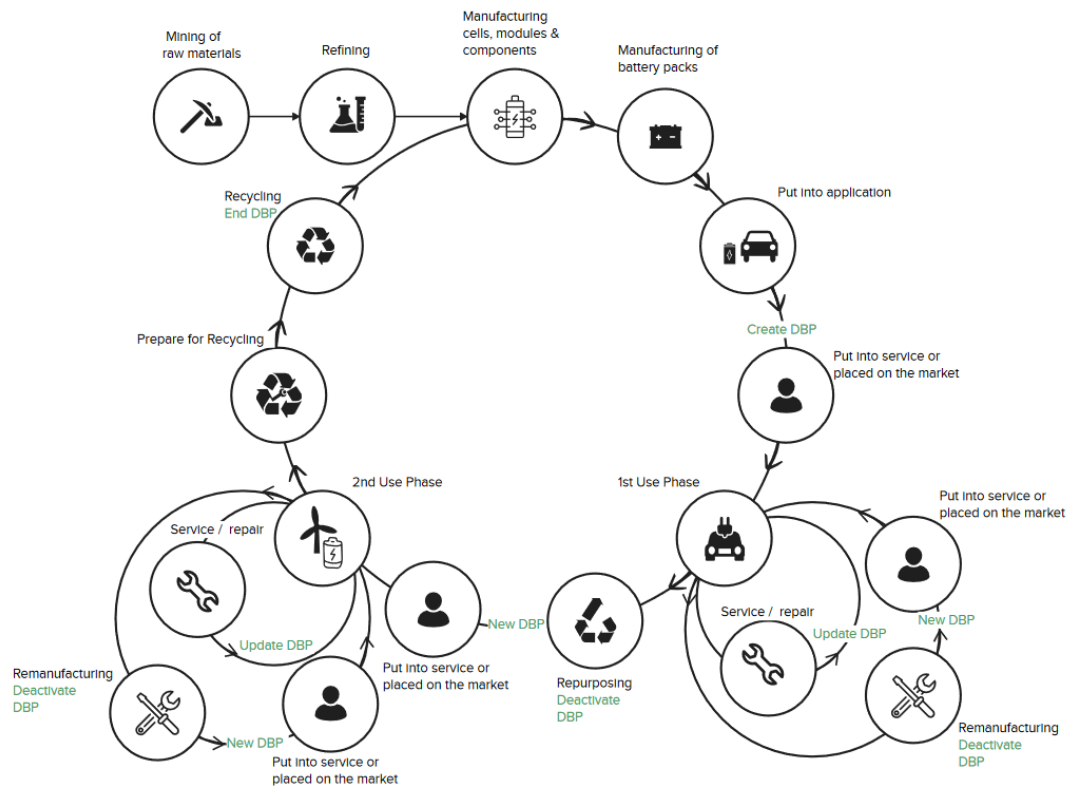 Mining of
raw materials
Refining
Manufacturing
cells, modules &
components
Manufacturing of
battery packs
Put into application
Create DBP
Put into service or
placed on the market
1st Use Phase
Put into service or
placed on the market
New DBP
Service / repair
Update DBP
Remanufacturing
Deactivate
DBP
Repurposing
Deactivate
DBP
New DBP
Put into service or
placed on the market
2nd Use Phase
Service / repair
Update DBP
Remanufacturing
Deactivate
DBP
New DBP
Put into service or
placed on the market
Prepare for Recycling
Recycling
End DBP